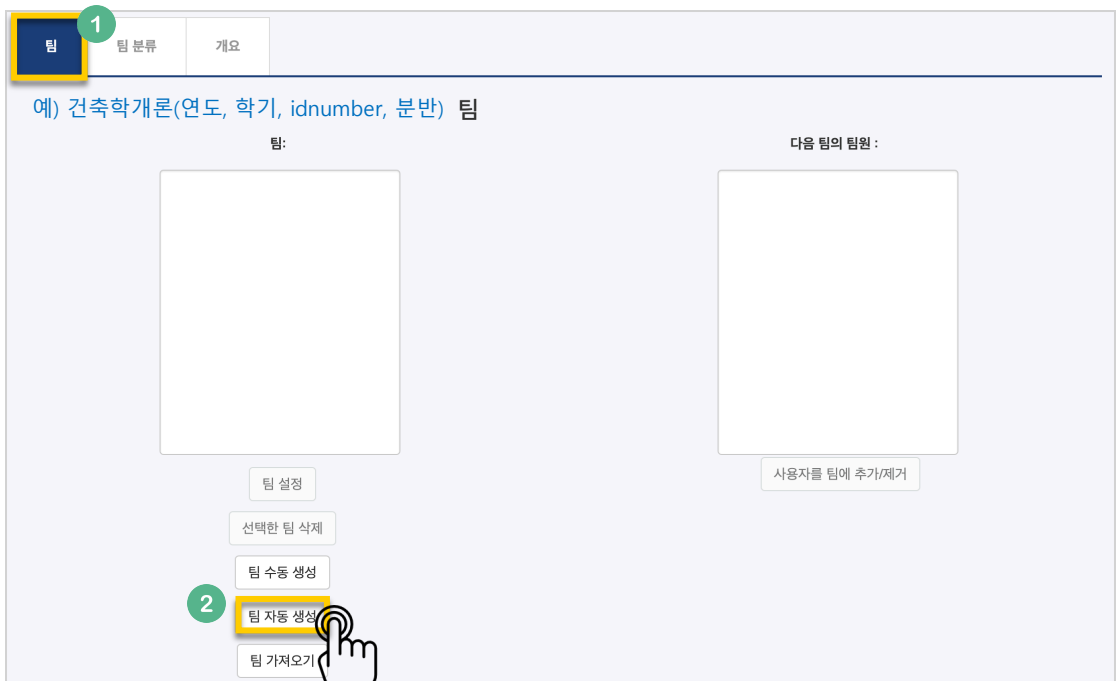 1
팀 팀 분류 개요
예) 건축학개론(연도, 학기, idnumber, 분반) 팀
팀: 다음 팀의 팀원 :
팀 설정 사용자를 팀에 추가/제거
선택한 팀 삭제
팀 수동 생성
2 팀 자동 생성
팀 가져오기